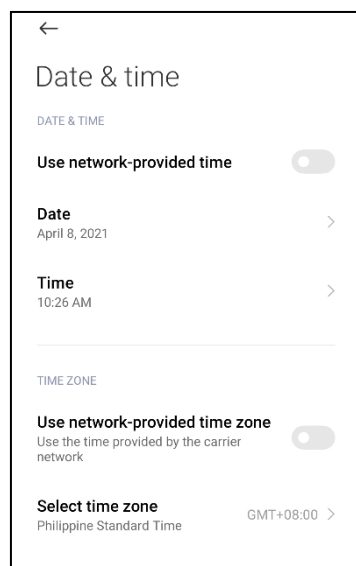 Date & time
DATE & TIME
Use network-provided time
Date
April 8, 2021
Time
10:26 AM
TIME ZONE
Use network-provided time zone
Use the time provided by the carrier
network
Select time zone
Philippine Standard Time
GMT+08:00